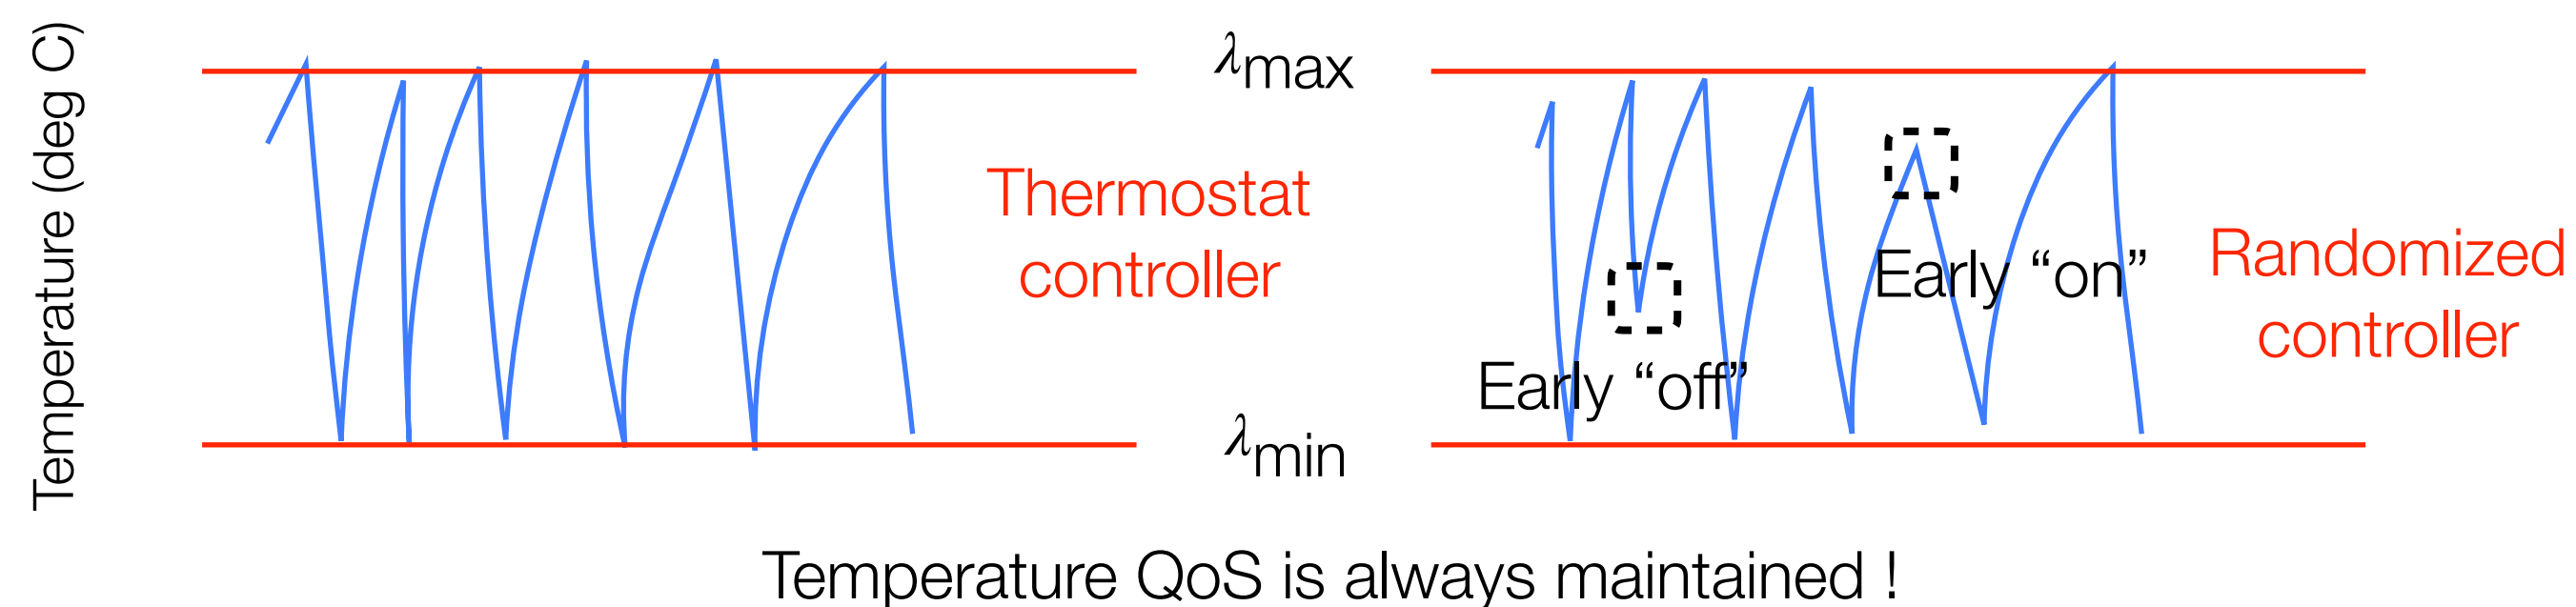 Temperature (deg C)
λmax
Thermostat
controller
λmin
Early “off”
Early “on”
Randomized
controller
Temperature QoS is always maintained !